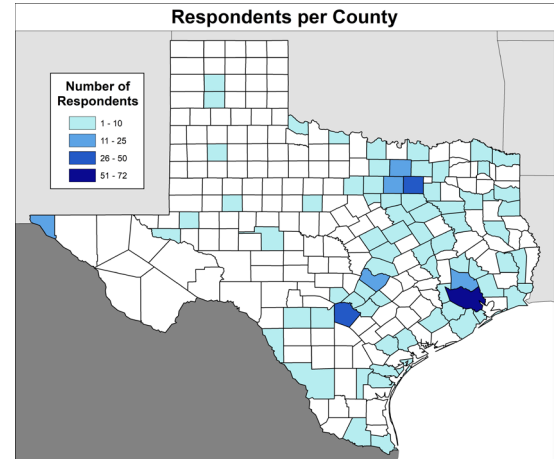 Respondents per County
Number of
Respondents
1 - 10
11 - 25
26 - 50
51 - 72